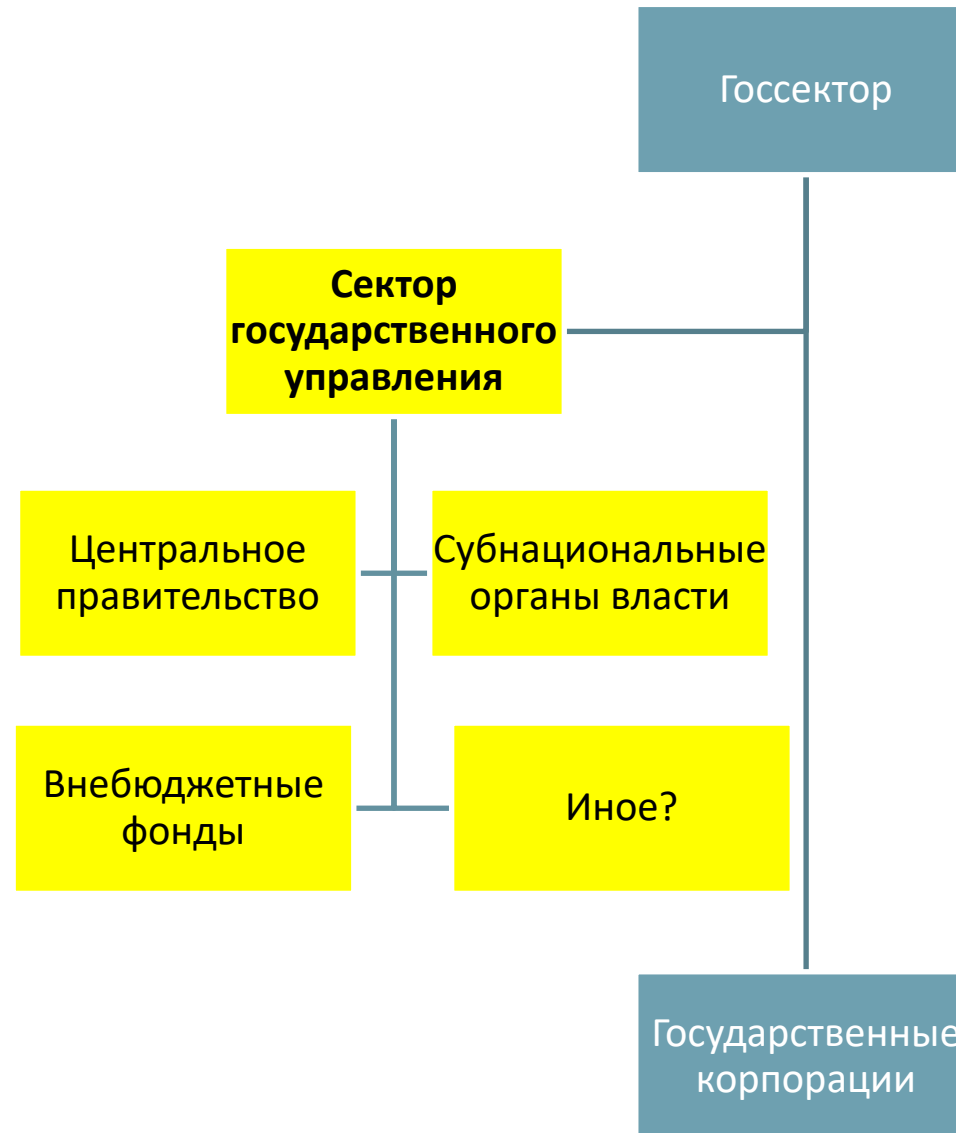 Госсектор
Сектор
государственного
управления
Центральное
правительство
Субнациональные
органы власти
Внебюджетные
фонды
Иное?
Государственные
корпорации